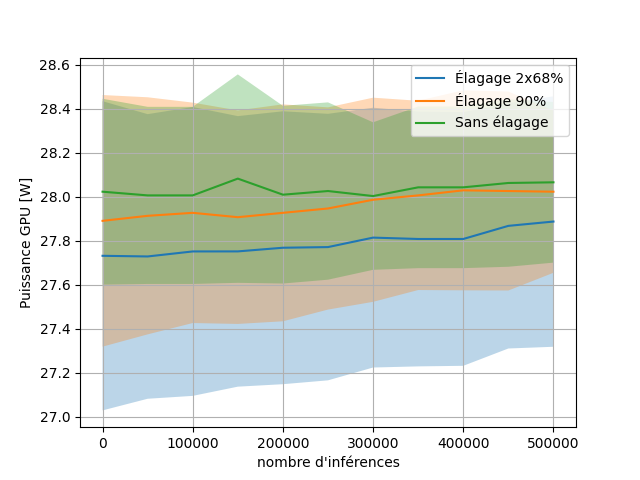 28.6
28.4
28.2
28.0
27.8
27.6
27.4
27.2
27.0
Puissance GPU [W]
Élagage 2x68%
Élagage 90%
Sans élagage
0 100000 200000 300000 400000 500000
nombre d'inférences